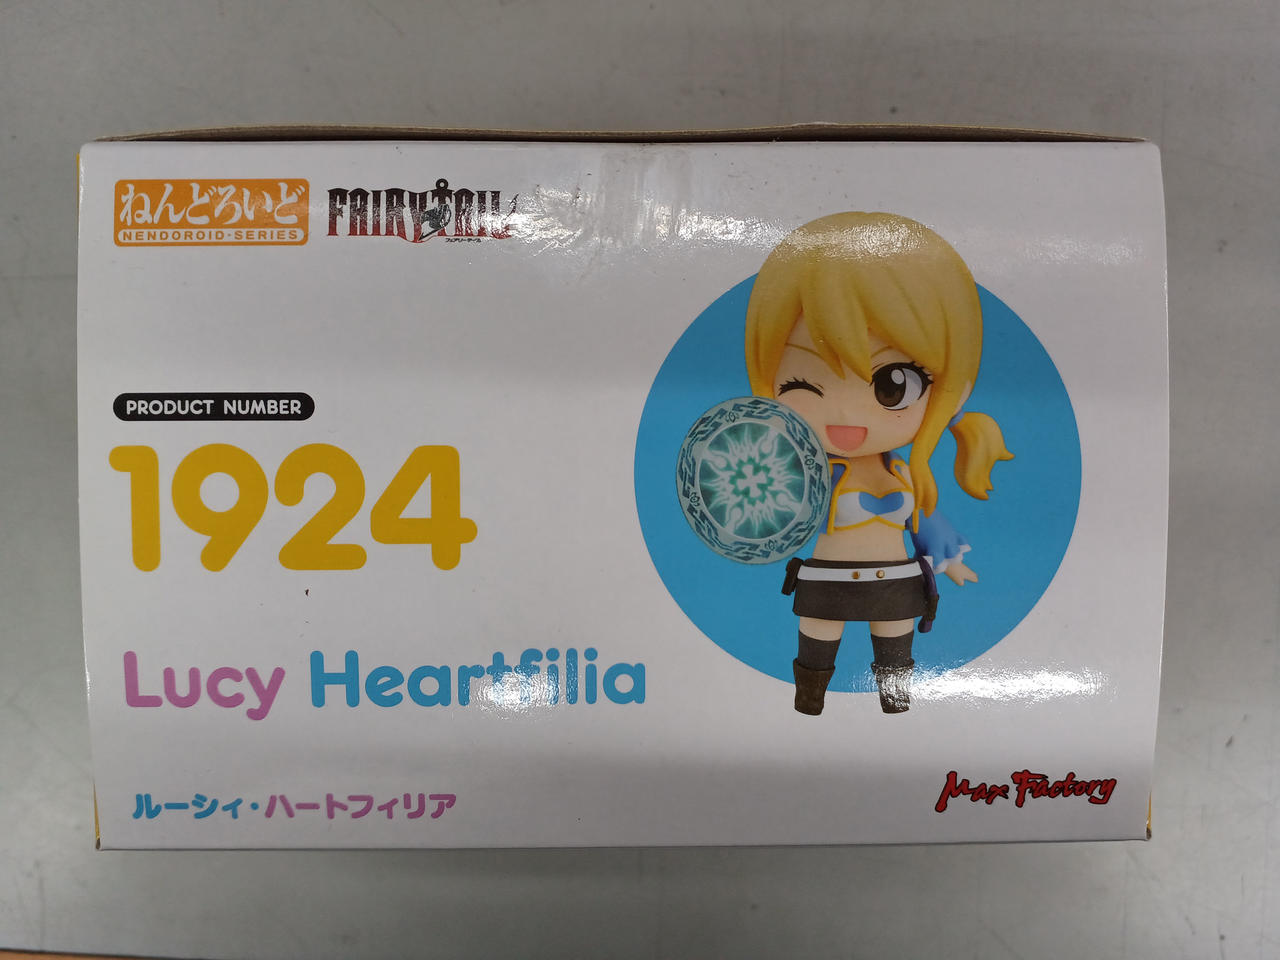 ねんどろいど
NENDOROID·SERIES
FAIRY TAIL
フェアリーテイル
PRODUCT NUMBER
1924
Lucy Heartfilia
ルーシィ・ハートフィリア
Max Factory